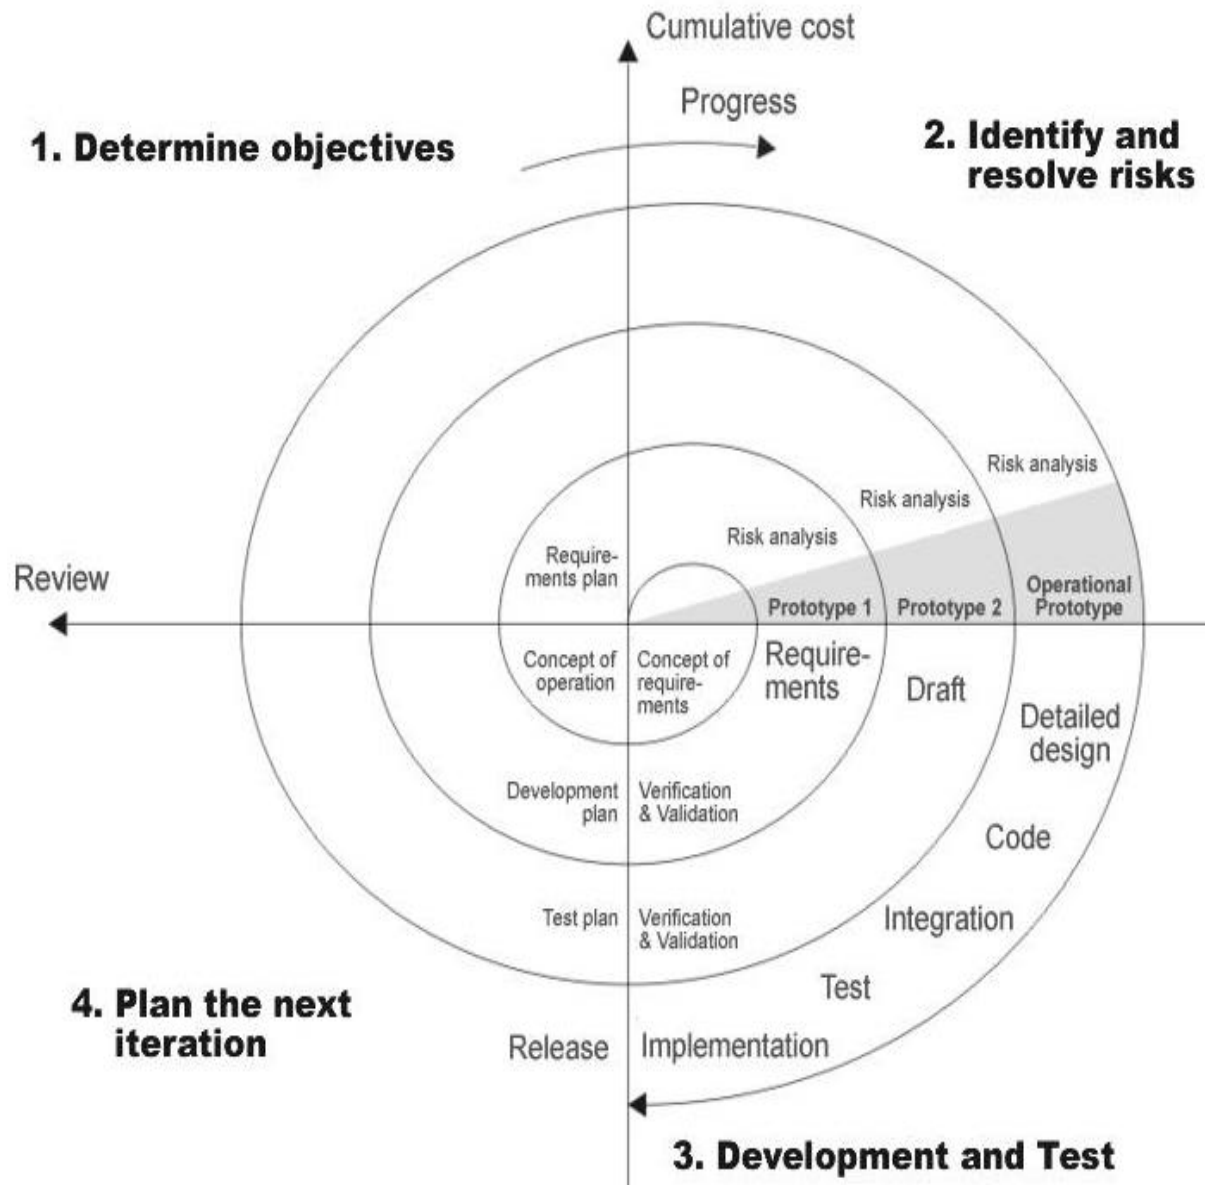 Cumulative cost
Progress
1. Determine objectives
2. Identify and
resolve risks
Risk analysis
Risk analysis
Risk analysis
Require-
ments plan
Review
Operational
Prototype
Prototype 1
Prototype 2
Concept of
operation
Concept of
require-
ments
Require-
ments
Draft
Detailed
design
Development
plan
Verification
& Validation
Code
Test plan
Verification
& Validation
Integration
Test
4. Plan the next
iteration
Release
Implementation
3. Development and Test